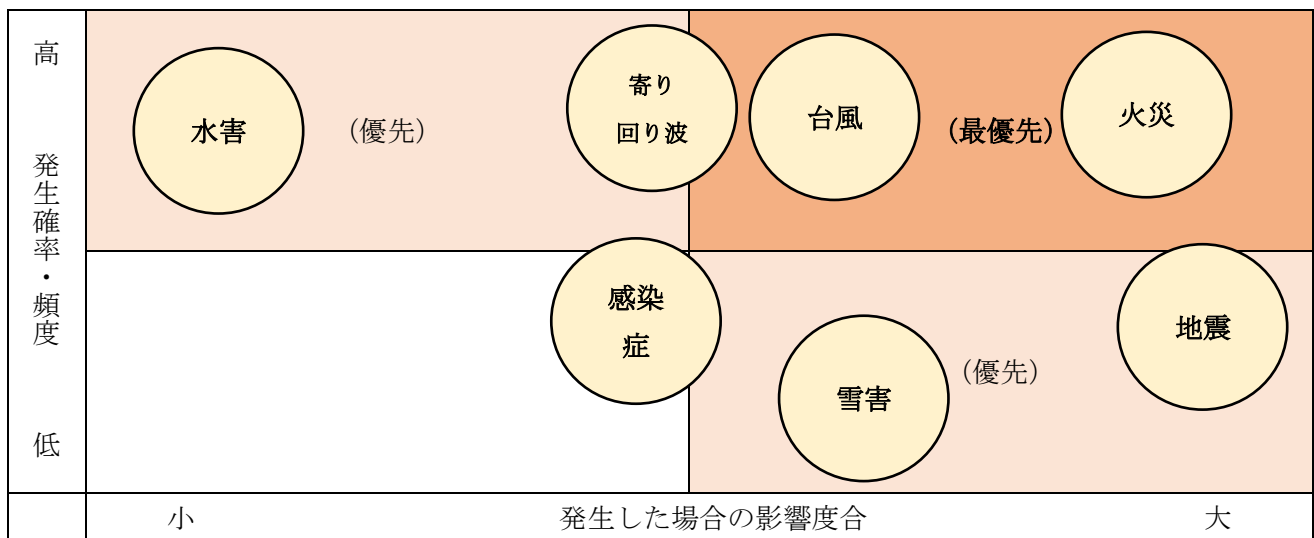 高
発生確率・頻度
低
水害
（優先）
寄り
回り波
台風
（最優先）
火災
感染
症
雪害
（優先）
地震
小
発生した場合の影響度合
大